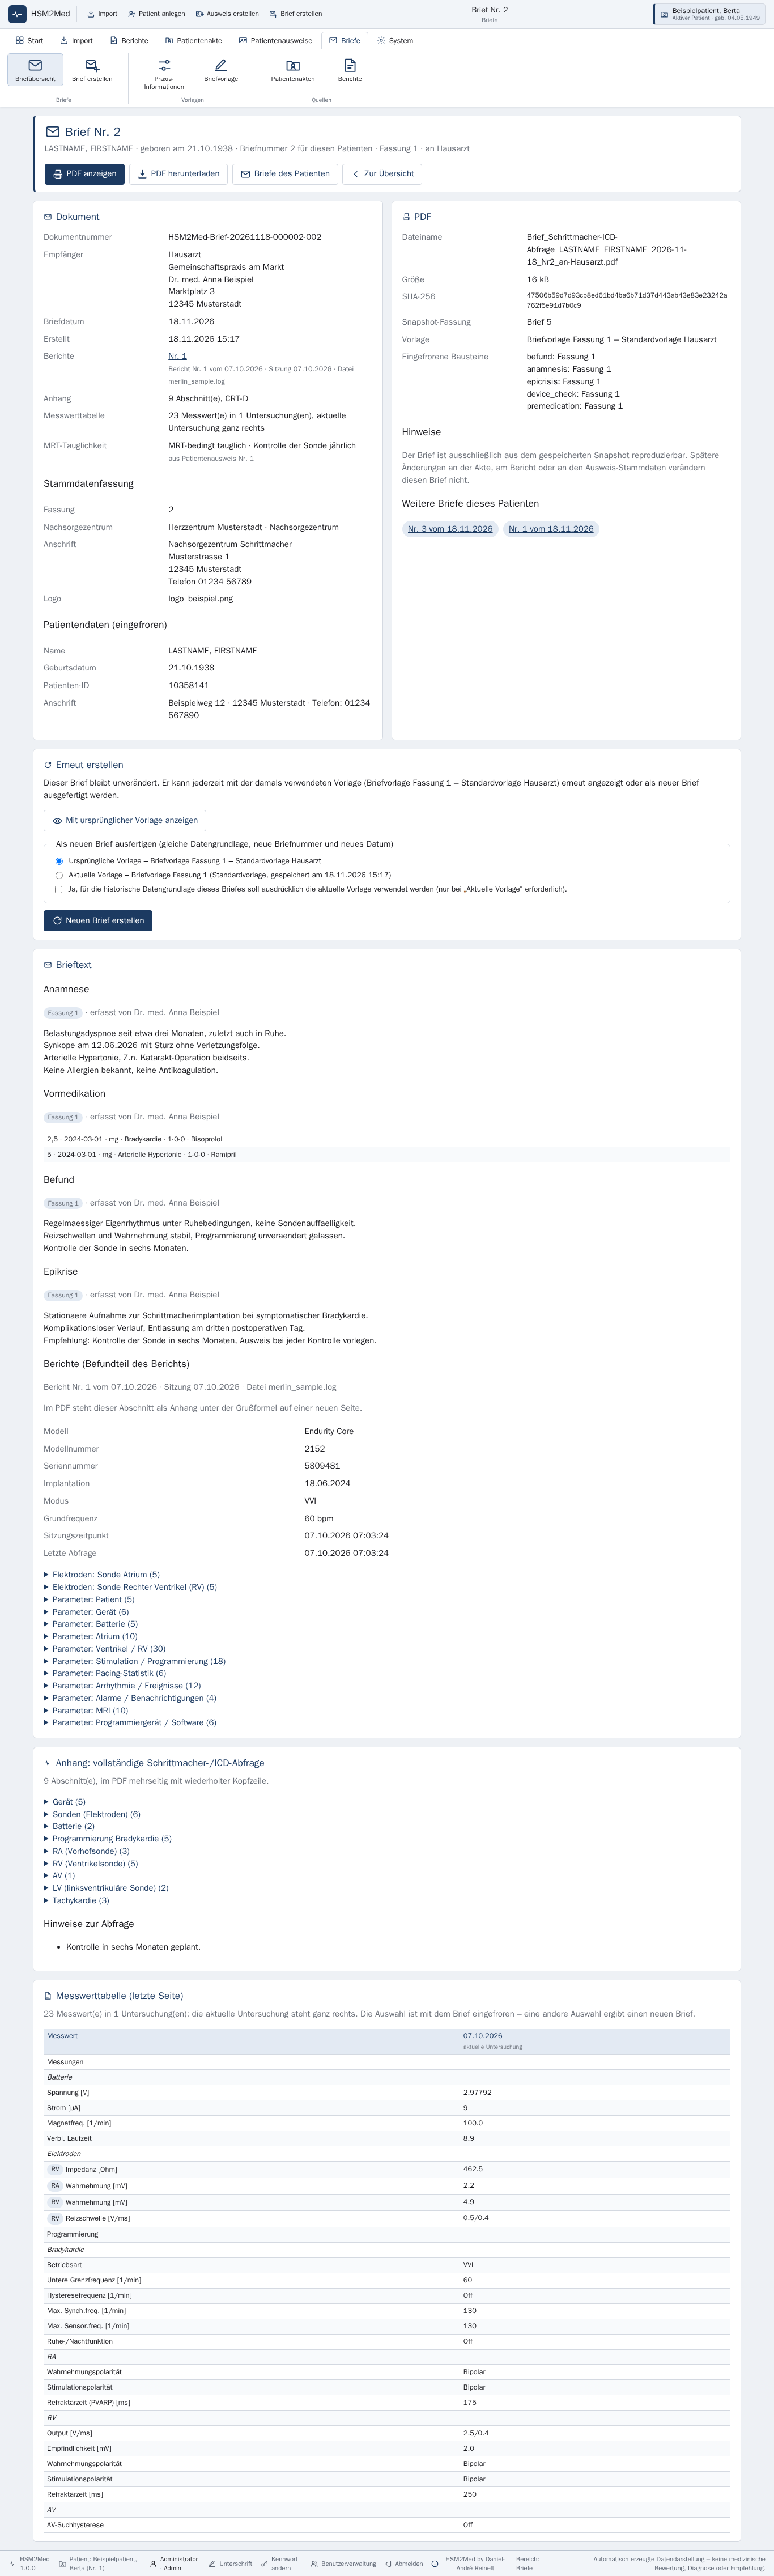 HSM2Med
Import
Patient anlegen
Ausweis erstellen
Brief erstellen
Brief Nr. 2
Briefe
Beispielpatient, Berta
Aktiver Patient · geb. 04.05.1949
Start
Import
Berichte
Patientenakte
Patientenausweise
Briefe
System
Briefübersicht
Brief erstellen
Praxis-
Informationen
Briefvorlage
Patientenakten
Berichte
Briefe
Vorlagen
Quellen
Brief Nr. 2
LASTNAME, FIRSTNAME · geboren am 21.10.1938 · Briefnummer 2 für diesen Patienten · Fassung 1 · an Hausarzt
PDF anzeigen
PDF herunterladen
Briefe des Patienten
Zur Übersicht
Dokument
Dokumentnummer HSM2Med-Brief-20261118-000002-002
Empfänger Hausarzt
Gemeinschaftspraxis am Markt
Dr. med. Anna Beispiel
Marktplatz 3
12345 Musterstadt
Briefdatum 18.11.2026
Erstellt 18.11.2026 15:17
Berichte Nr. 1
Bericht Nr. 1 vom 07.10.2026 · Sitzung 07.10.2026 · Datei
merlin_sample.log
Anhang 9 Abschnitt(e), CRT-D
Messwerttabelle 23 Messwert(e) in 1 Untersuchung(en), aktuelle
Untersuchung ganz rechts
MRT-Tauglichkeit MRT-bedingt tauglich · Kontrolle der Sonde jährlich
aus Patientenausweis Nr. 1
Stammdatenfassung
Fassung 2
Nachsorgezentrum Herzzentrum Musterstadt - Nachsorgezentrum
Anschrift Nachsorgezentrum Schrittmacher
Musterstrasse 1
12345 Musterstadt
Telefon 01234 56789
Logo logo_beispiel.png
Patientendaten (eingefroren)
Name LASTNAME, FIRSTNAME
Geburtsdatum 21.10.1938
Patienten-ID 10358141
Anschrift Beispielweg 12 · 12345 Musterstadt · Telefon: 01234
567890
PDF
Dateiname Brief_Schrittmacher-ICD-
Abfrage_LASTNAME_FIRSTNAME_2026-11-
18_Nr2_an-Hausarzt.pdf
Größe 16 kB
SHA-256 47506b59d7d93cb8ed61bd4ba6b71d37d443ab43e83e23242a
762f5e91d7b0c9
Snapshot-Fassung Brief 5
Vorlage Briefvorlage Fassung 1 — Standardvorlage Hausarzt
Eingefrorene Bausteine befund: Fassung 1
anamnesis: Fassung 1
epicrisis: Fassung 1
device_check: Fassung 1
premedication: Fassung 1
Hinweise
Der Brief ist ausschließlich aus dem gespeicherten Snapshot reproduzierbar. Spätere
Änderungen an der Akte, am Bericht oder an den Ausweis-Stammdaten verändern
diesen Brief nicht.
Weitere Briefe dieses Patienten
Nr. 3 vom 18.11.2026
Nr. 1 vom 18.11.2026
Erneut erstellen
Dieser Brief bleibt unverändert. Er kann jederzeit mit der damals verwendeten Vorlage (Briefvorlage Fassung 1 — Standardvorlage Hausarzt) erneut angezeigt oder als neuer Brief
ausgefertigt werden.
Mit ursprünglicher Vorlage anzeigen
Als neuen Brief ausfertigen (gleiche Datengrundlage, neue Briefnummer und neues Datum)
Ursprüngliche Vorlage — Briefvorlage Fassung 1 — Standardvorlage Hausarzt
Aktuelle Vorlage — Briefvorlage Fassung 1 (Standardvorlage, gespeichert am 18.11.2026 15:17)
Ja, für die historische Datengrundlage dieses Briefes soll ausdrücklich die aktuelle Vorlage verwendet werden (nur bei „Aktuelle Vorlage" erforderlich).
Neuen Brief erstellen
Brieftext
Anamnese
Fassung 1 · erfasst von Dr. med. Anna Beispiel
Belastungsdyspnoe seit etwa drei Monaten, zuletzt auch in Ruhe.
Synkope am 12.06.2026 mit Sturz ohne Verletzungsfolge.
Arterielle Hypertonie, Z.n. Katarakt-Operation beidseits.
Keine Allergien bekannt, keine Antikoagulation.
Vormedikation
Fassung 1 · erfasst von Dr. med. Anna Beispiel
2,5 · 2024-03-01 · mg · Bradykardie · 1-0-0 · Bisoprolol
5 · 2024-03-01 · mg · Arterielle Hypertonie · 1-0-0 · Ramipril
Befund
Fassung 1 · erfasst von Dr. med. Anna Beispiel
Regelmaessiger Eigenrhythmus unter Ruhebedingungen, keine Sondenauffaelligkeit.
Reizschwellen und Wahrnehmung stabil, Programmierung unveraendert gelassen.
Kontrolle der Sonde in sechs Monaten.
Epikrise
Fassung 1 · erfasst von Dr. med. Anna Beispiel
Stationaere Aufnahme zur Schrittmacherimplantation bei symptomatischer Bradykardie.
Komplikationsloser Verlauf, Entlassung am dritten postoperativen Tag.
Empfehlung: Kontrolle der Sonde in sechs Monaten, Ausweis bei jeder Kontrolle vorlegen.
Berichte (Befundteil des Berichts)
Bericht Nr. 1 vom 07.10.2026 · Sitzung 07.10.2026 · Datei merlin_sample.log
Im PDF steht dieser Abschnitt als Anhang unter der Grußformel auf einer neuen Seite.
Modell Endurity Core
Modellnummer 2152
Seriennummer 5809481
Implantation 18.06.2024
Modus VVI
Grundfrequenz 60 bpm
Sitzungszeitpunkt 07.10.2026 07:03:24
Letzte Abfrage 07.10.2026 07:03:24
Elektroden: Sonde Atrium (5)
Elektroden: Sonde Rechter Ventrikel (RV) (5)
Parameter: Patient (5)
Parameter: Gerät (6)
Parameter: Batterie (5)
Parameter: Atrium (10)
Parameter: Ventrikel / RV (30)
Parameter: Stimulation / Programmierung (18)
Parameter: Pacing-Statistik (6)
Parameter: Arrhythmie / Ereignisse (12)
Parameter: Alarme / Benachrichtigungen (4)
Parameter: MRI (10)
Parameter: Programmiergerät / Software (6)
Anhang: vollständige Schrittmacher-/ICD-Abfrage
9 Abschnitt(e), im PDF mehrseitig mit wiederholter Kopfzeile.
Gerät (5)
Sonden (Elektroden) (6)
Batterie (2)
Programmierung Bradykardie (5)
RA (Vorhofsonde) (3)
RV (Ventrikelsonde) (5)
AV (1)
LV (linksventrikuläre Sonde) (2)
Tachykardie (3)
Hinweise zur Abfrage
• Kontrolle in sechs Monaten geplant.
Messwerttabelle (letzte Seite)
23 Messwert(e) in 1 Untersuchung(en); die aktuelle Untersuchung steht ganz rechts. Die Auswahl ist mit dem Brief eingefroren — eine andere Auswahl ergibt einen neuen Brief.
Messwert 07.10.2026
aktuelle Untersuchung
Messungen
Batterie
Spannung [V] 2.97792
Strom [µA] 9
Magnetfreq. [1/min] 100.0
Verbl. Laufzeit 8.9
Elektroden
RV Impedanz [Ohm] 462.5
RA Wahrnehmung [mV] 2.2
RV Wahrnehmung [mV] 4.9
RV Reizschwelle [V/ms] 0.5/0.4
Programmierung
Bradykardie
Betriebsart VVI
Untere Grenzfrequenz [1/min] 60
Hysteresefrequenz [1/min] Off
Max. Synch.freq. [1/min] 130
Max. Sensor.freq. [1/min] 130
Ruhe-/Nachtfunktion Off
RA
Wahrnehmungspolarität Bipolar
Stimulationspolarität Bipolar
Refraktärzeit (PVARP) [ms] 175
RV
Output [V/ms] 2.5/0.4
Empfindlichkeit [mV] 2.0
Wahrnehmungspolarität Bipolar
Stimulationspolarität Bipolar
Refraktärzeit [ms] 250
AV
AV-Suchhysterese Off
HSM2Med
1.0.0
Patient: Beispielpatient,
Berta (Nr. 1)
Administrator
· Admin
Unterschrift
Kennwort
ändern
Benutzerverwaltung
Abmelden
HSM2Med by Daniel-
André Reinelt
Bereich:
Briefe
Automatisch erzeugte Datendarstellung — keine medizinische
Bewertung, Diagnose oder Empfehlung.